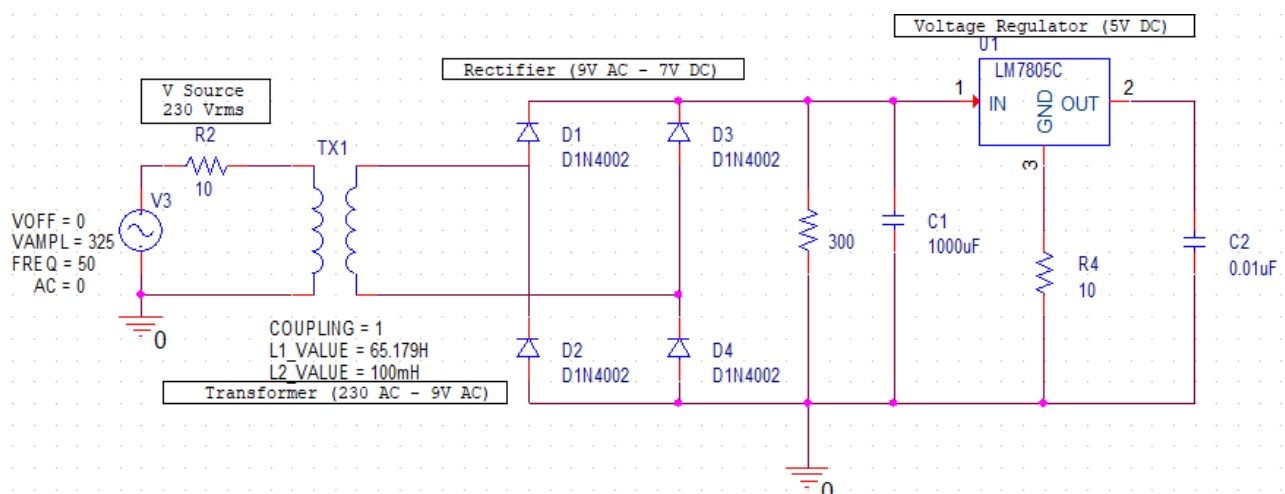 Voltage Regulator (5V DC)
U1
LM7805C
1
IN
GND
OUT
2
3
Rectifier (9V AC - 7V DC)
V Source
230 Vrms
R2
10
TX1
V3
VOFF = 0
VAMPL = 325
FREQ = 50
AC = 0
0
COUPLING = 1
L1_VALUE = 65.179H
L2_VALUE = 100mH
Transformer (230 AC - 9V AC)
D1
D1N4002
D3
D1N4002
D2
D1N4002
D4
D1N4002
300
C1
1000uF
R4
10
C2
0.01uF
0